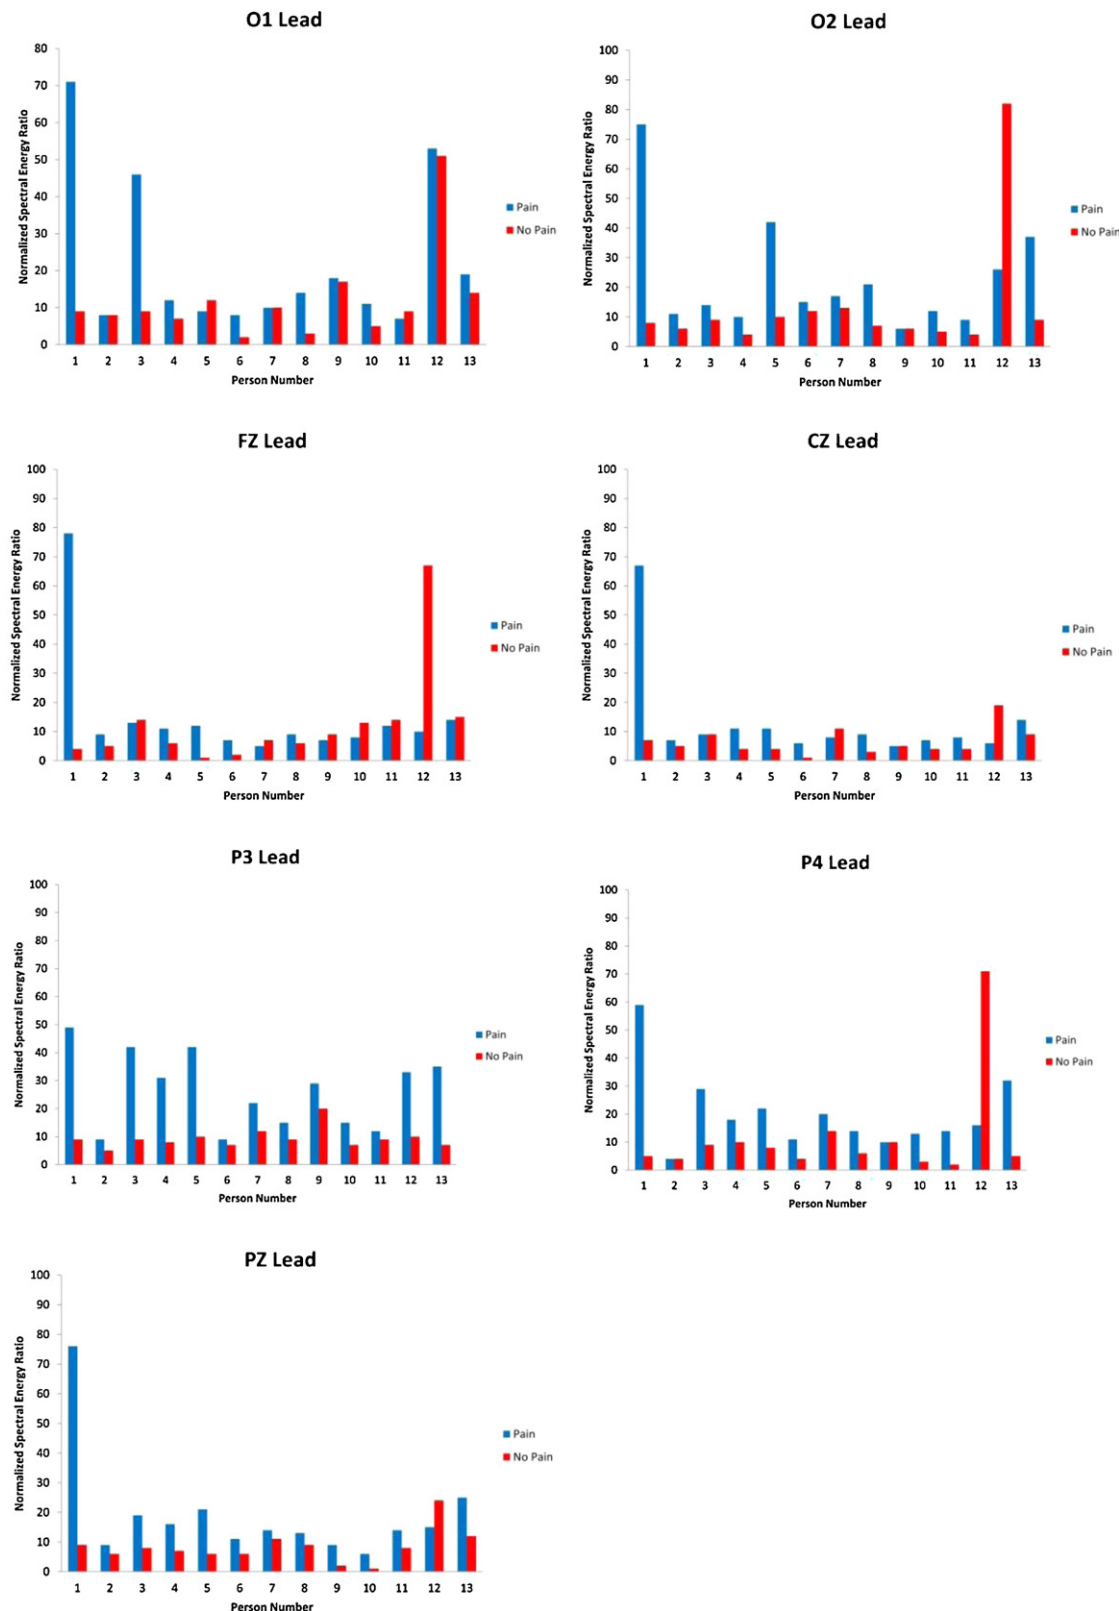 O1 Lead
80
70
60
50
40
30
20
10
0
Normalized Spectral Energy Ratio
1 2 3 4 5 6 7 8 9 10 11 12 13
Person Number
Pain
No Pain
O2 Lead
100
90
80
70
60
50
40
30
20
10
0
Normalized Spectral Energy Ratio
1 2 3 4 5 6 7 8 9 10 11 12 13
Person Number
Pain
No Pain
FZ Lead
100
90
80
70
60
50
40
30
20
10
0
Normalized Spectral Energy Ratio
1 2 3 4 5 6 7 8 9 10 11 12 13
Person Number
Pain
No Pain
CZ Lead
100
90
80
70
60
50
40
30
20
10
0
Normalized Spectral Energy Ratio
1 2 3 4 5 6 7 8 9 10 11 12 13
Person Number
Pain
No Pain
P3 Lead
100
90
80
70
60
50
40
30
20
10
0
Normalized Spectral Energy Ratio
1 2 3 4 5 6 7 8 9 10 11 12 13
Person Number
Pain
No Pain
P4 Lead
100
90
80
70
60
50
40
30
20
10
0
Normalized Spectral Energy Ratio
1 2 3 4 5 6 7 8 9 10 11 12 13
Person Number
Pain
No Pain
PZ Lead
100
90
80
70
60
50
40
30
20
10
0
Normalized Spectral Energy Ratio
1 2 3 4 5 6 7 8 9 10 11 12 13
Person Number
Pain
No Pain